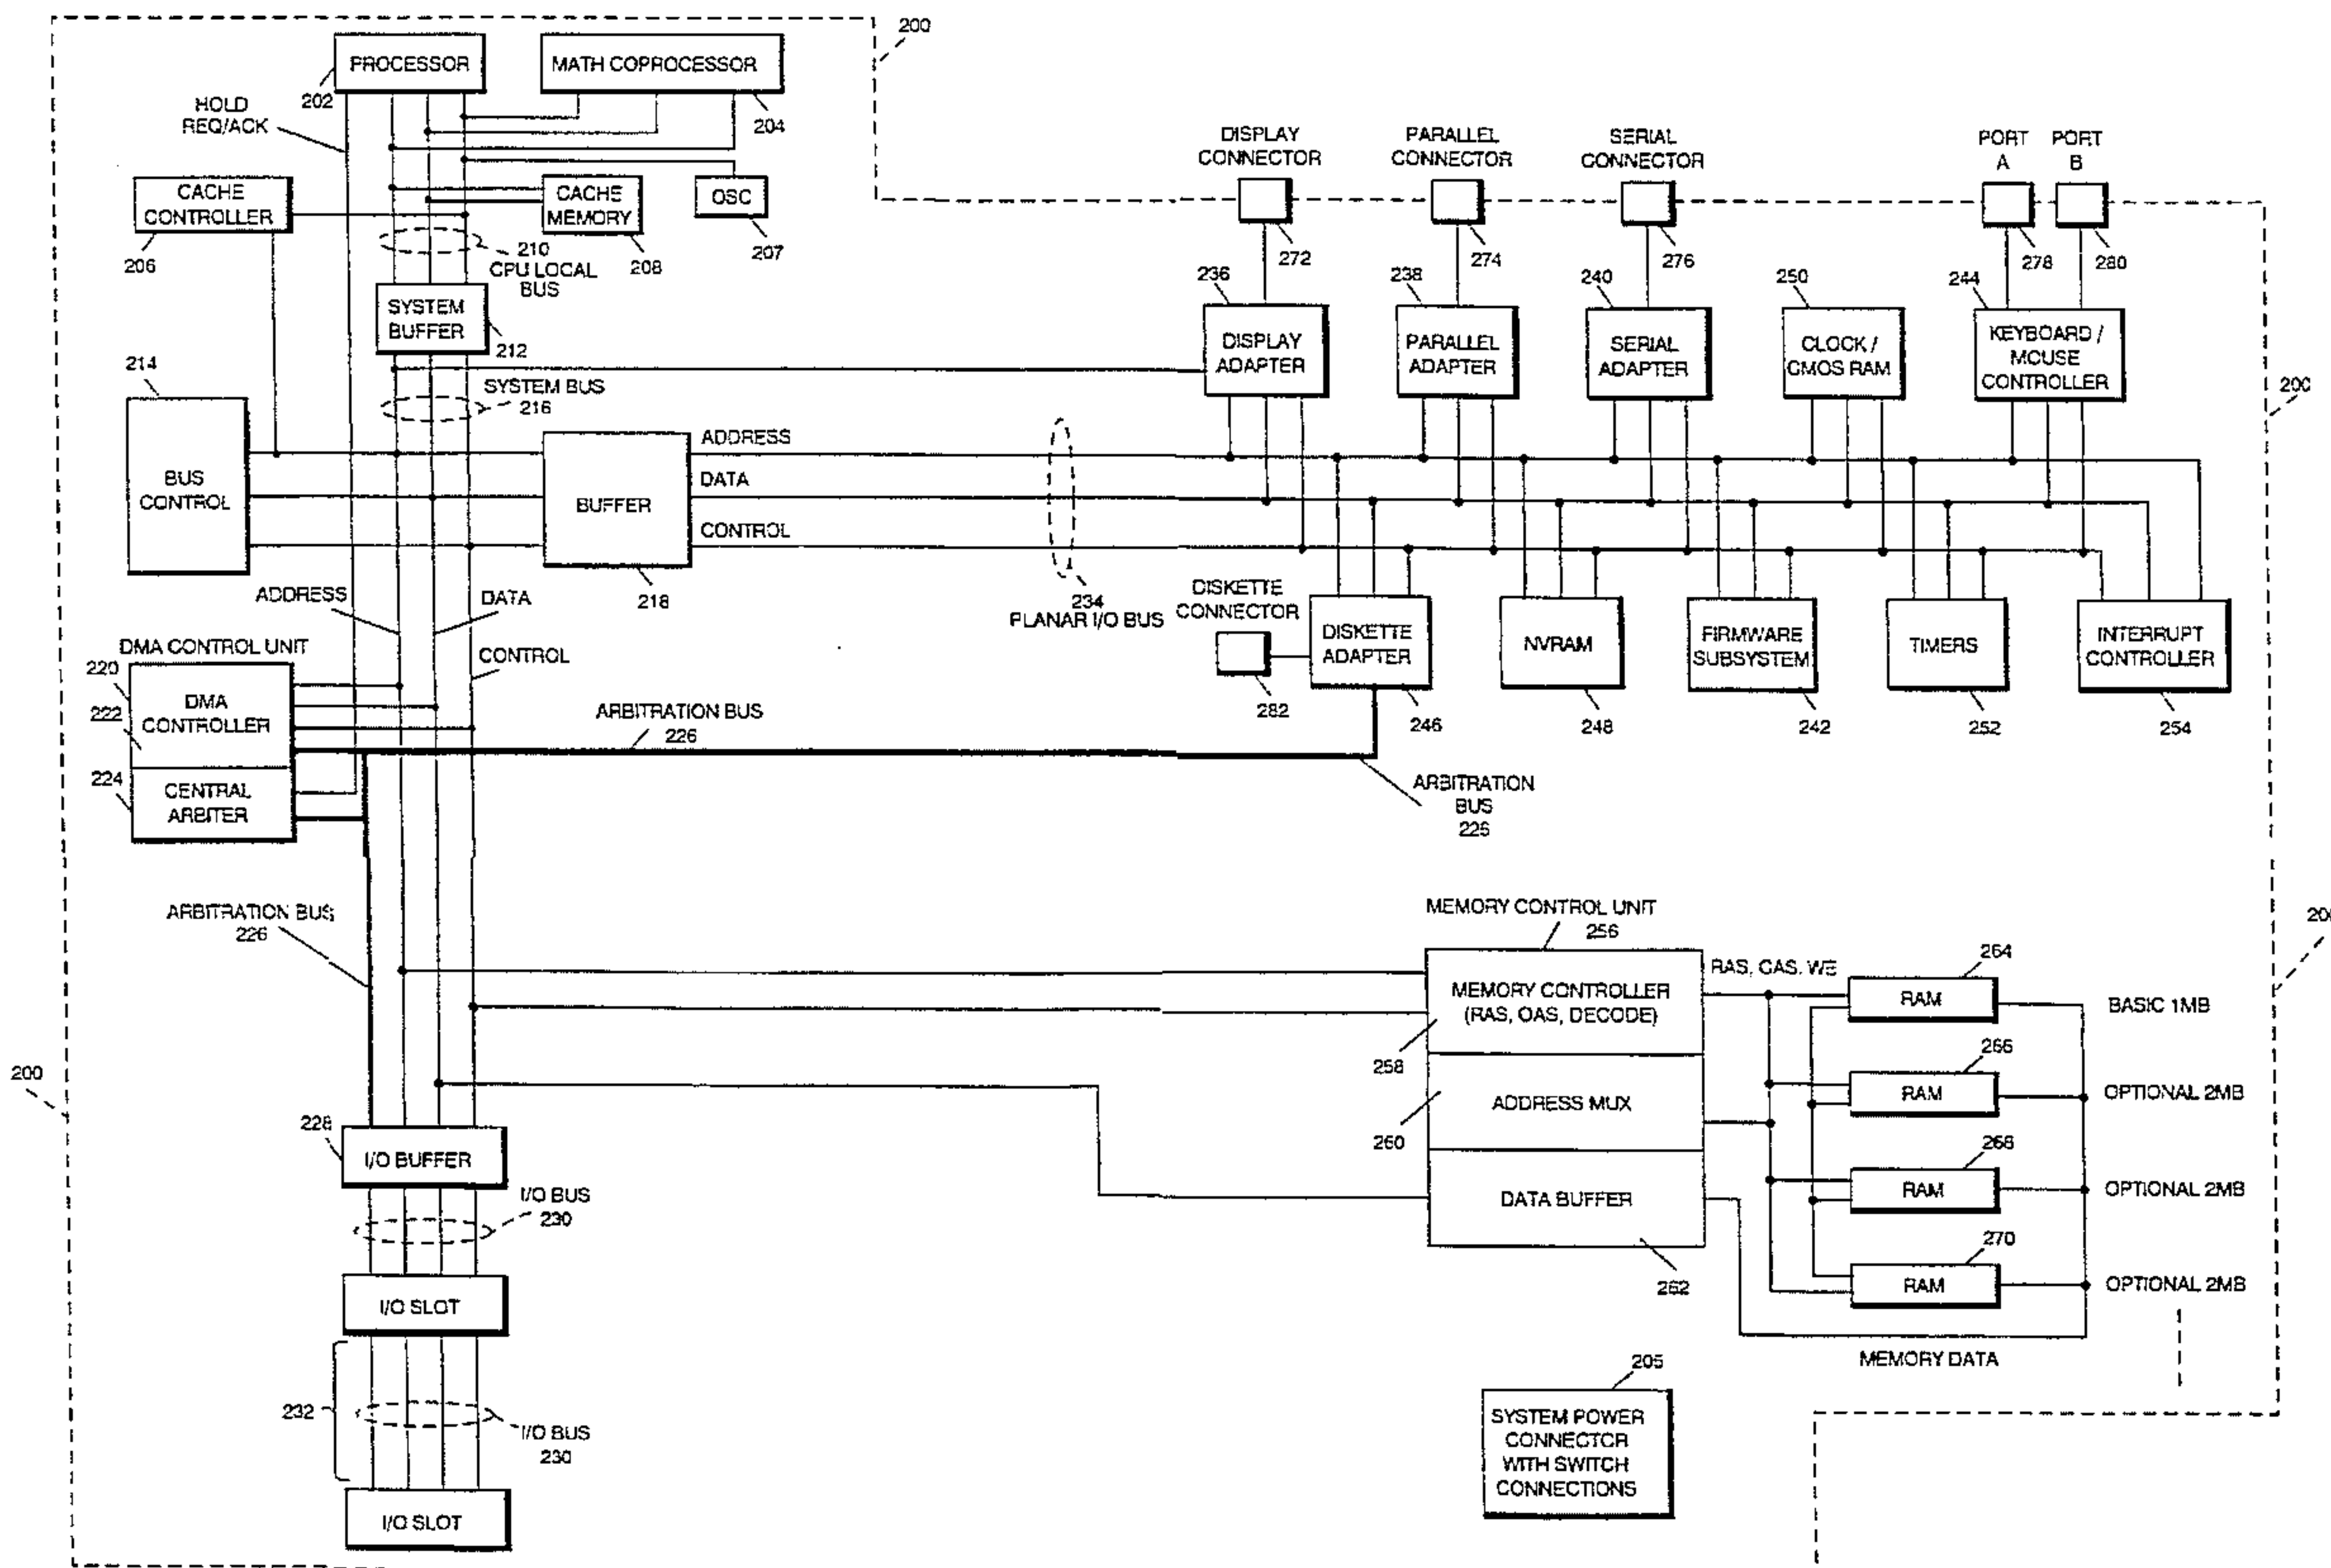 200
PROCESSOR
202
MATH COPROCESSOR
204
HOLD
REQ/ACK
CACHE
CONTROLLER
206
CACHE
MEMORY
208
OSC
207
210
CPU LOCAL
BUS
SYSTEM
BUFFER
212
SYSTEM BUS
216
214
BUS
CONTROL
BUFFER
218
ADDRESS
DATA
CONTROL
234
PLANAR I/O BUS
DISPLAY
CONNECTOR
272
PARALLEL
CONNECTOR
274
SERIAL
CONNECTOR
276
PORT
A
278
PORT
B
280
236
DISPLAY
ADAPTER
238
PARALLEL
ADAPTER
240
SERIAL
ADAPTER
250
CLOCK /
CMOS RAM
244
KEYBOARD /
MOUSE
CONTROLLER
200
DISKETTE
CONNECTOR
282
DISKETTE
ADAPTER
246
NVRAM
248
FIRMWARE
SUBSYSTEM
242
TIMERS
252
INTERRUPT
CONTROLLER
254
ADDRESS
DATA
CONTROL
DMA CONTROL UNIT
220
222
DMA
CONTROLLER
224
CENTRAL
ARBITER
ARBITRATION BUS
226
ARBITRATION
BUS
226
ARBITRATION BUS
226
MEMORY CONTROL UNIT
256
MEMORY CONTROLLER
(RAS, CAS, DECODE)
258
ADDRESS MUX
260
DATA BUFFER
262
RAS, CAS, WE
264
RAM
BASIC 1MB
266
RAM
OPTIONAL 2MB
268
RAM
OPTIONAL 2MB
270
RAM
OPTIONAL 2MB
MEMORY DATA
200
228
I/O BUFFER
I/O BUS
230
I/O SLOT
232
I/O BUS
230
I/O SLOT
205
SYSTEM POWER
CONNECTOR
WITH SWITCH
CONNECTIONS